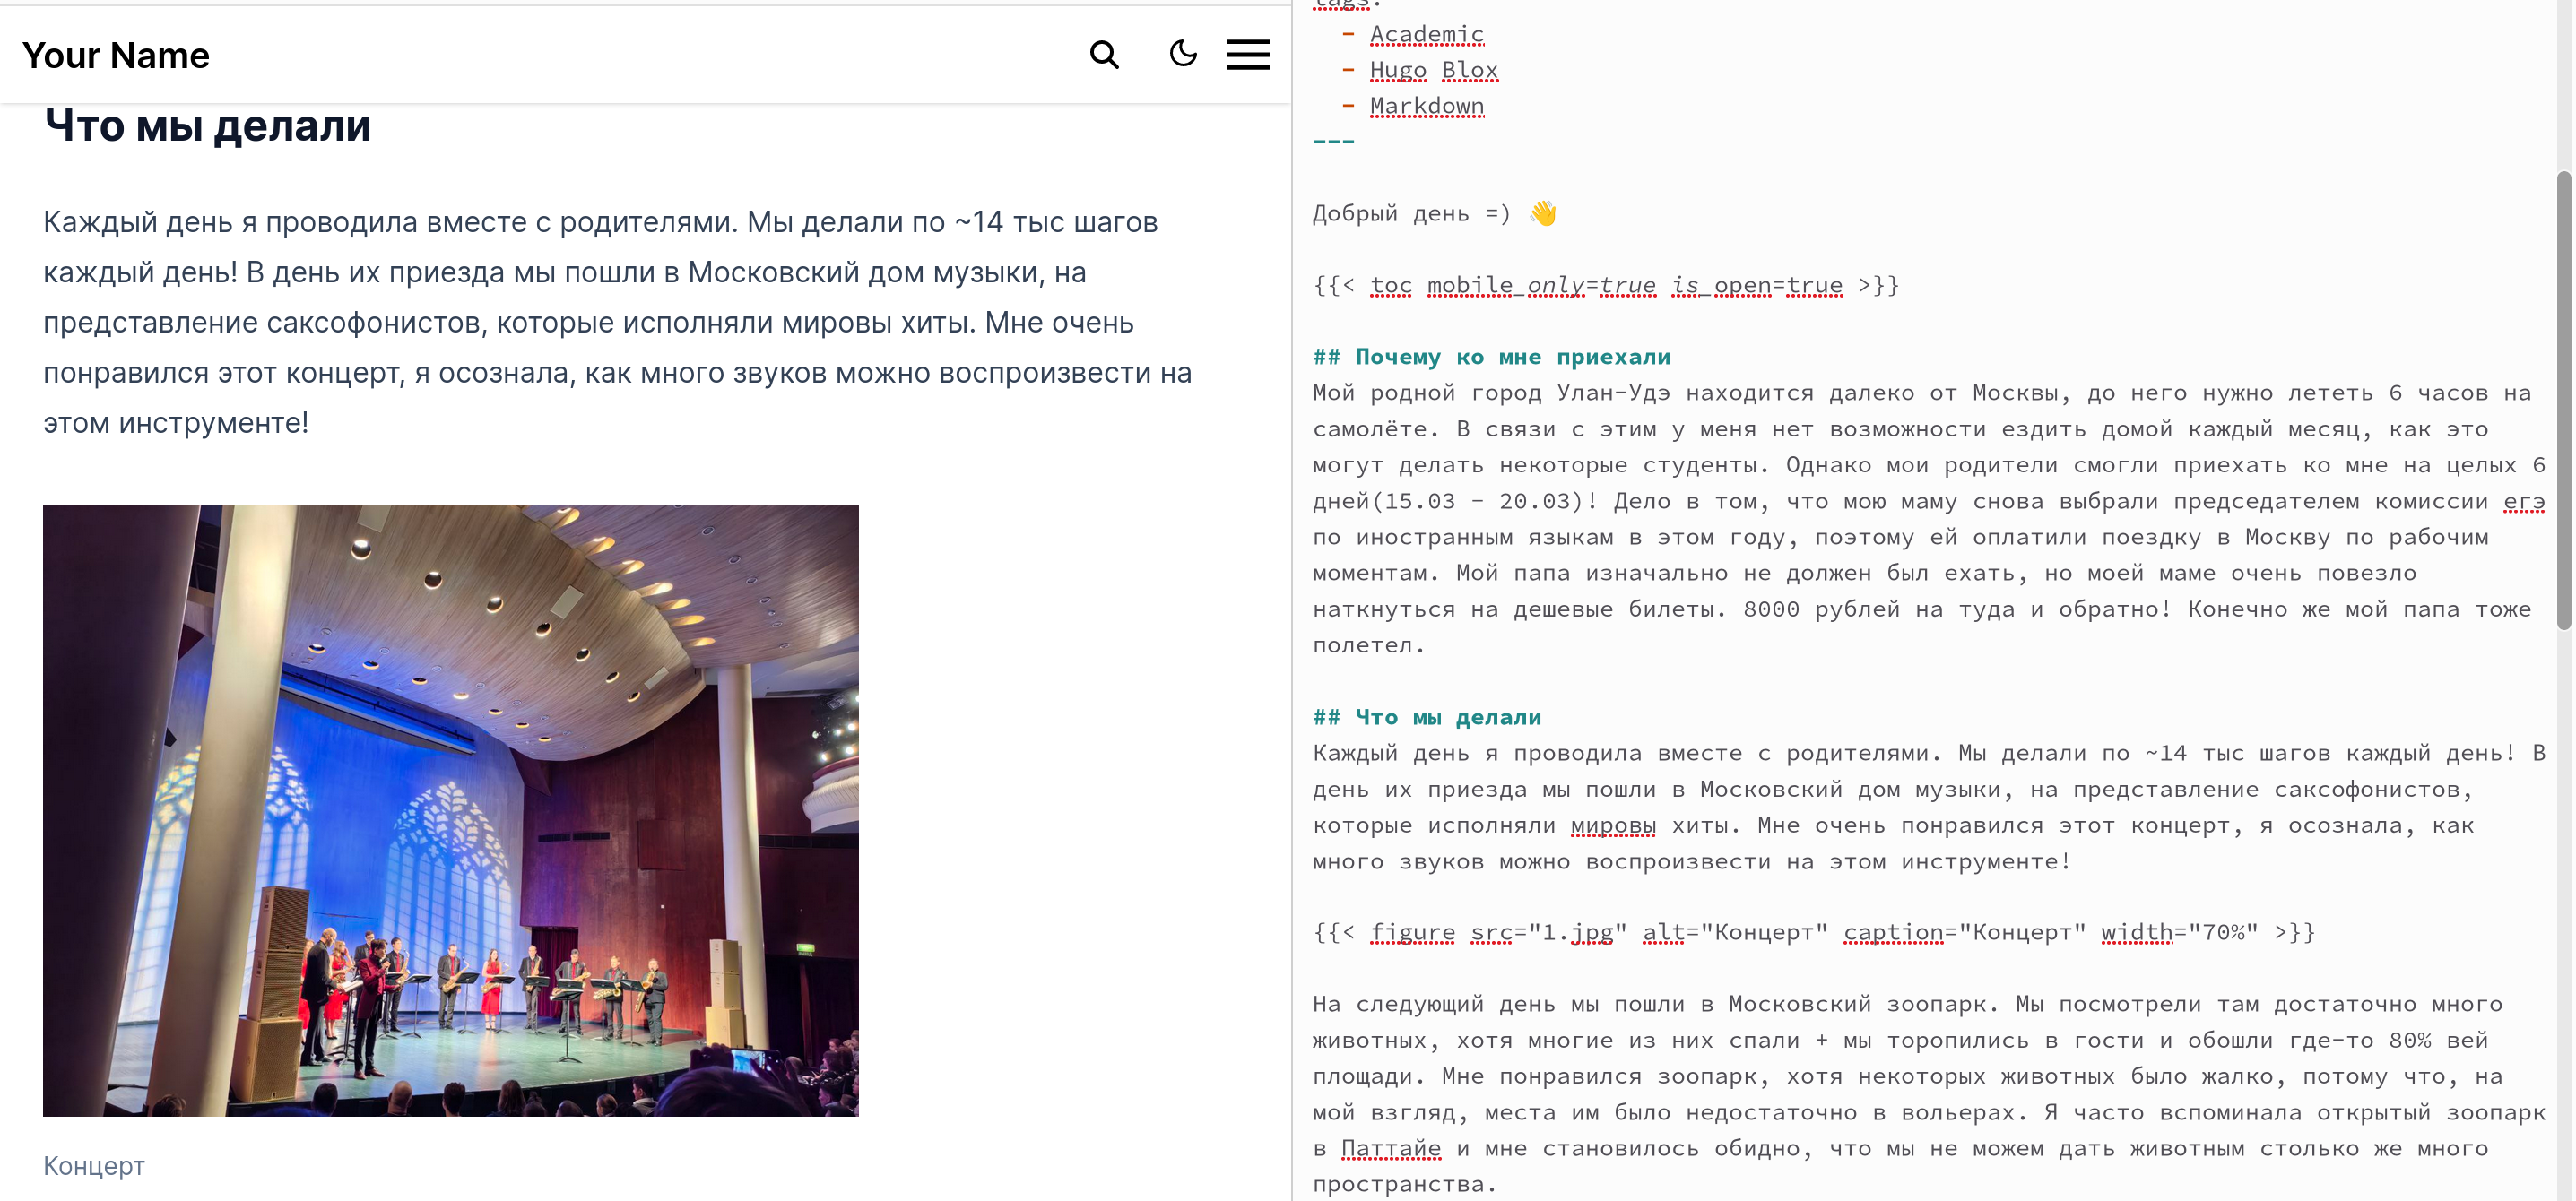 Your Name
Что мы делали
Каждый день я проводила вместе с родителями. Мы делали по ~14 тыс шагов
каждый день! В день их приезда мы пошли в Московский дом музыки, на
представление саксофонистов, которые исполняли мировы хиты. Мне очень
понравился этот концерт, я осознала, как много звуков можно воспроизвести на
этом инструменте!
Концерт
tags:
- Academic
- Hugo Blox
- Markdown
---
Добрый день =) 👋
{{< toc mobile_only=true is_open=true >}}
## Почему ко мне приехали
Мой родной город Улан-Удэ находится далеко от Москвы, до него нужно лететь 6 часов на
самолёте. В связи с этим у меня нет возможности ездить домой каждый месяц, как это
могут делать некоторые студенты. Однако мои родители смогли приехать ко мне на целых 6
дней(15.03 - 20.03)! Дело в том, что мою маму снова выбрали председателем комиссии егэ
по иностранным языкам в этом году, поэтому ей оплатили поездку в Москву по рабочим
моментам. Мой папа изначально не должен был ехать, но моей маме очень повезло
наткнуться на дешевые билеты. 8000 рублей на туда и обратно! Конечно же мой папа тоже
полетел.
## Что мы делали
Каждый день я проводила вместе с родителями. Мы делали по ~14 тыс шагов каждый день! В
день их приезда мы пошли в Московский дом музыки, на представление саксофонистов,
которые исполняли мировы хиты. Мне очень понравился этот концерт, я осознала, как
много звуков можно воспроизвести на этом инструменте!
{{< figure src="1.jpg" alt="Концерт" caption="Концерт" width="70%" >}}
На следующий день мы пошли в Московский зоопарк. Мы посмотрели там достаточно много
животных, хотя многие из них спали + мы торопились в гости и обошли где-то 80% вей
площади. Мне понравился зоопарк, хотя некоторых животных было жалко, потому что, на
мой взгляд, места им было недостаточно в вольерах. Я часто вспоминала открытый зоопарк
в Паттайе и мне становилось обидно, что мы не можем дать животным столько же много
пространства.